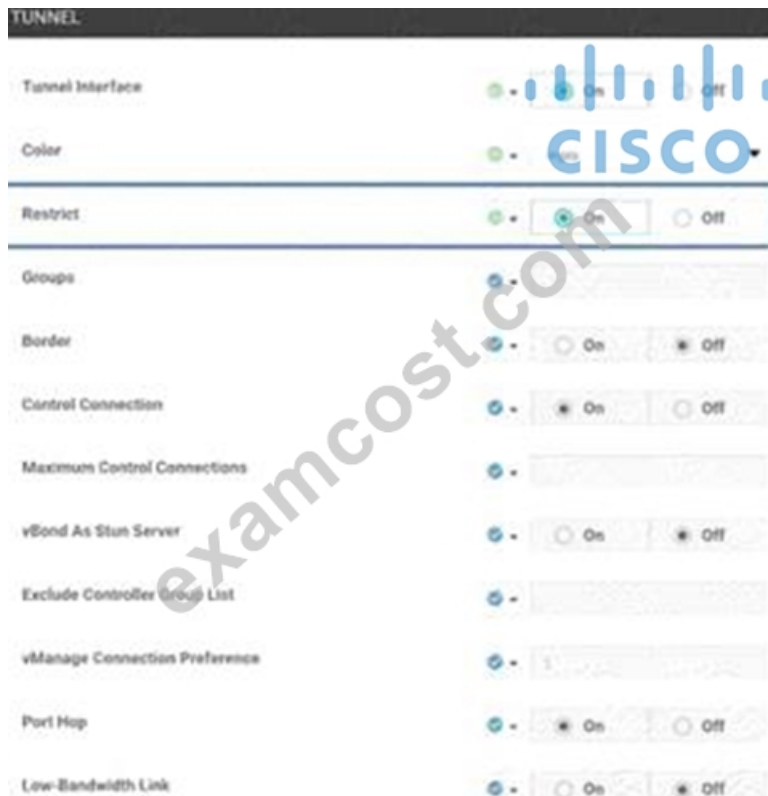 TUNNEL
Tunnel Interface On Off
CISCO
Color
Restrict On Off
Groups
Border On Off
Control Connection On Off
Maximum Control Connections
vBond As Stun Server On Off
Exclude Controller Group List
vManage Connection Preference
Port Hop On Off
Low-Bandwidth Link On Off
examcost.com